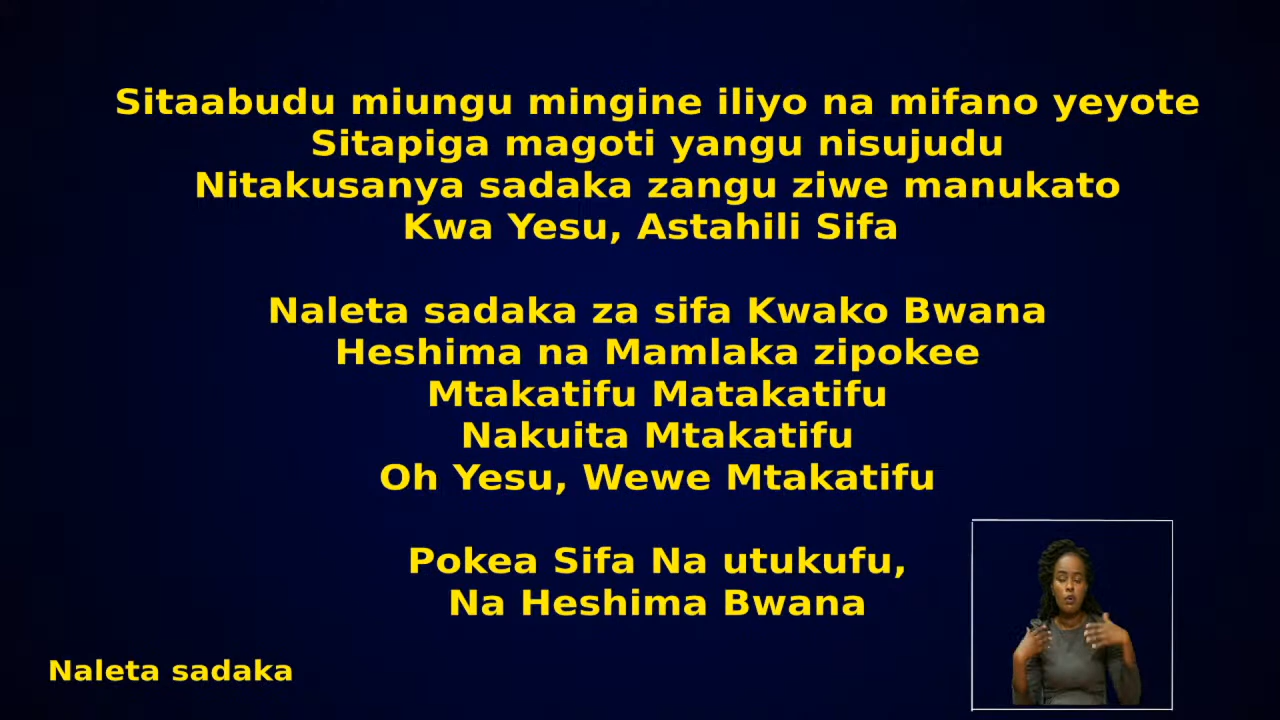 Sitaabudu miungu mingine iliyo na mifano yeyote
Sitapiga magoti yangu nisujudu
Nitakusanya sadaka zangu ziwe manukato
Kwa Yesu, Astahili Sifa
Naleta sadaka za sifa Kwako Bwana
Heshima na Mamlaka zipokee
Mtakatifu Matakatifu
Nakuita Mtakatifu
Oh Yesu, Wewe Mtakatifu
Pokea Sifa Na utukufu,
Na Heshima Bwana
Naleta sadaka